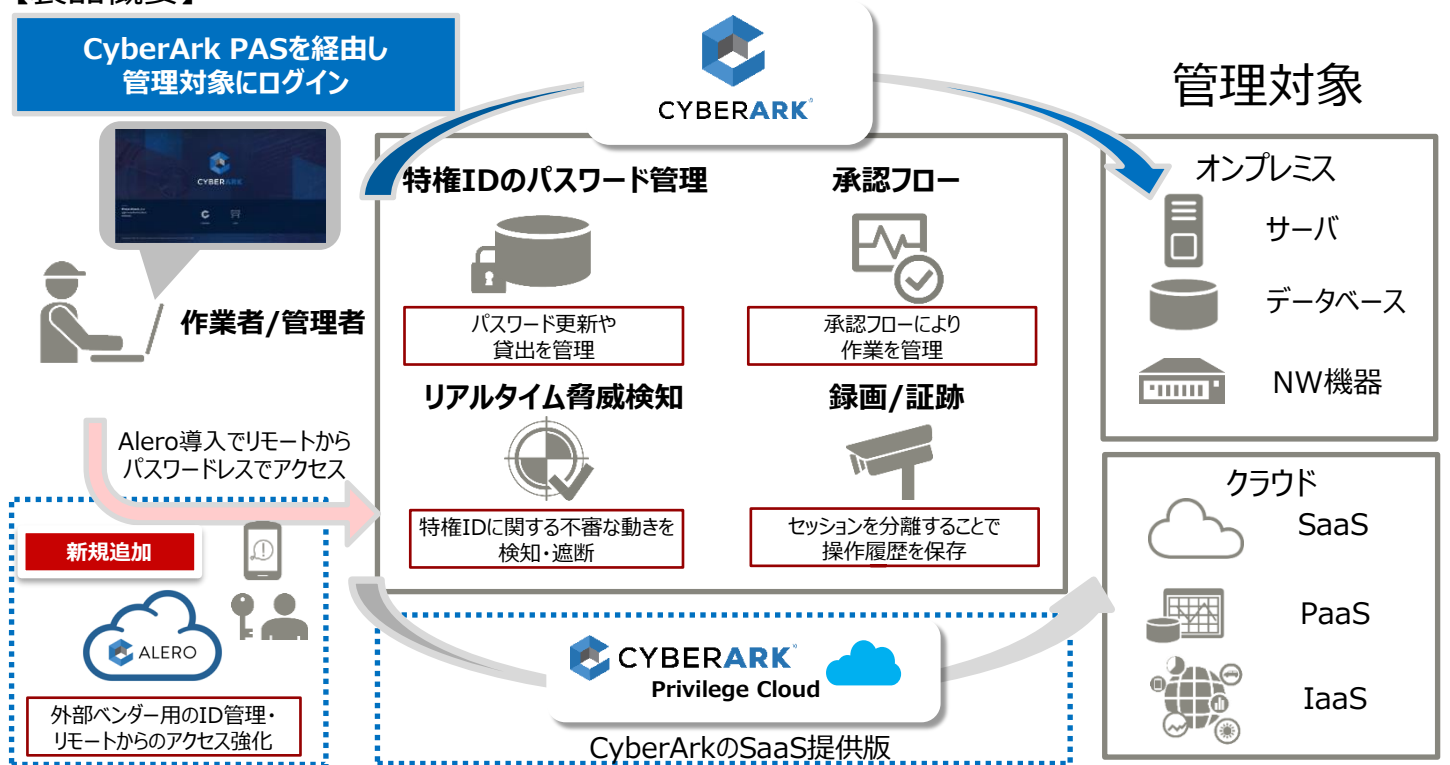 【製品概要】
CyberArk PASを経由し
管理対象にログイン
CYBERARK
管理対象
CYBERARK
作業者/管理者
特権IDのパスワード管理
承認フロー
パスワード更新や
貸出を管理
承認フローにより
作業を管理
リアルタイム脅威検知
録画/証跡
特権IDに関する不審な動きを
検知・遮断
セッションを分離することで
操作履歴を保存
オンプレミス
サーバ
データベース
NW機器
Alero導入でリモートから
パスワードレスでアクセス
新規追加
ALERO
外部ベンダー用のID管理・
リモートからのアクセス強化
CYBERARK
Privilege Cloud
CyberArkのSaaS提供版
クラウド
SaaS
PaaS
IaaS